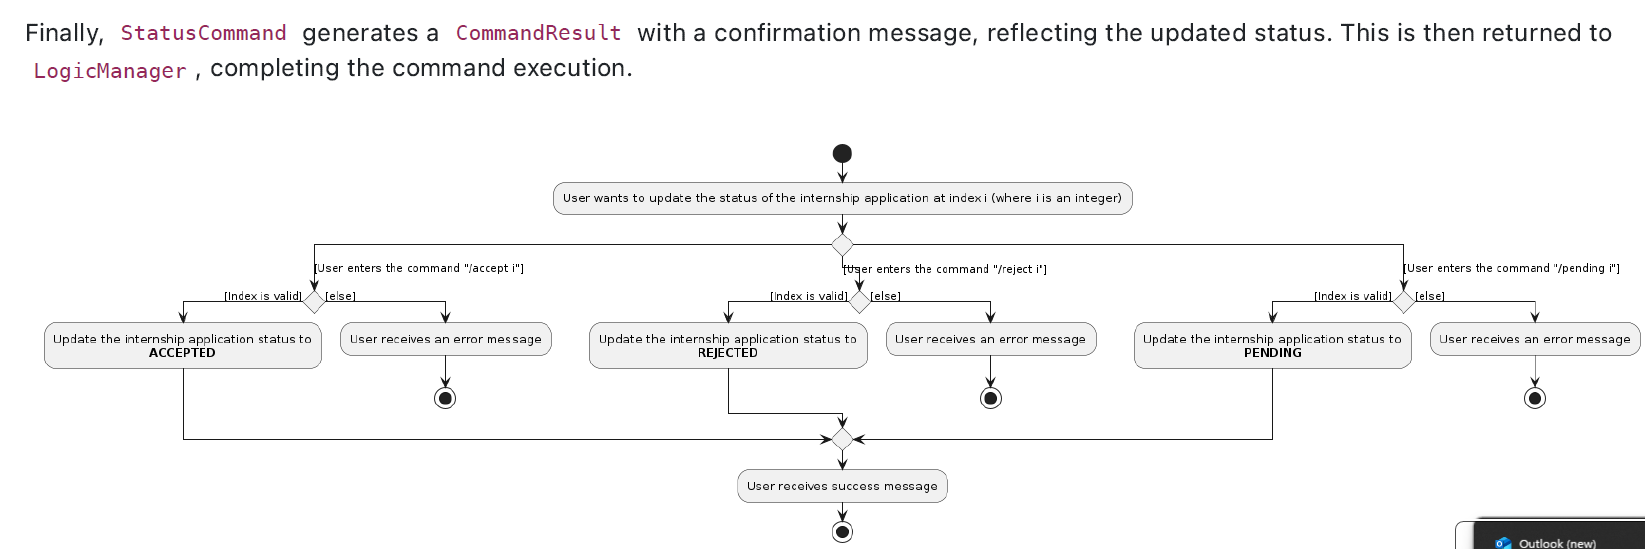 Finally, StatusCommand generates a CommandResult with a confirmation message, reflecting the updated status. This is then returned to
LogicManager , completing the command execution.
User wants to update the status of the internship application at index i (where i is an integer)
[User enters the command "/accept i"]
[User enters the command "/reject i"]
[User enters the command "/pending i"]
[Index is valid]
[else]
[Index is valid]
[else]
[Index is valid]
[else]
Update the internship application status to
ACCEPTED
User receives an error message
Update the internship application status to
REJECTED
User receives an error message
Update the internship application status to
PENDING
User receives an error message
User receives success message
Outlook (new)